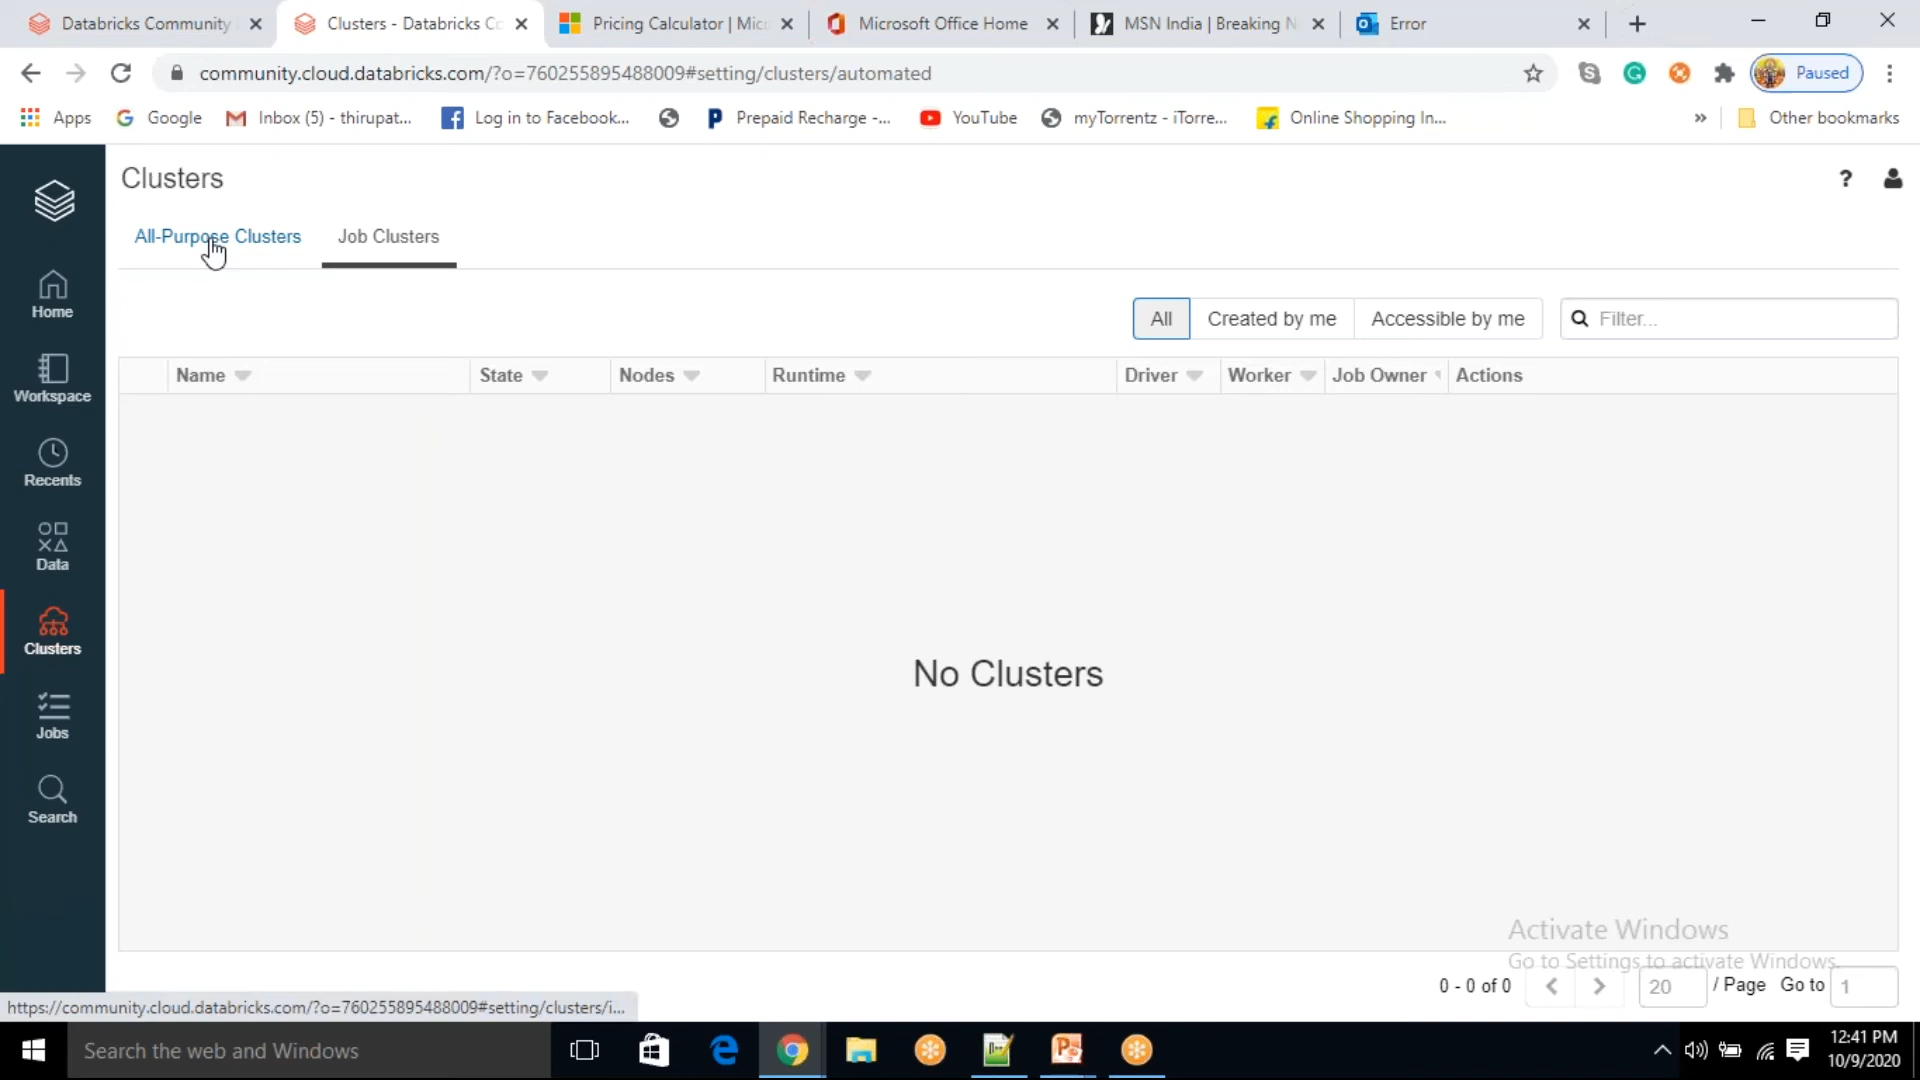 Databricks Community
Clusters - Databricks Co
Pricing Calculator | Micr
Microsoft Office Home
MSN India | Breaking N
Error
community.cloud.databricks.com/?o=760255895488009#setting/clusters/automated
Paused
Apps
Google
Inbox (5) - thirupat...
Log in to Facebook...
Prepaid Recharge -...
YouTube
myTorrentz - iTorre...
Online Shopping In...
»
Other bookmarks
Clusters
?
All-Purpose Clusters
Job Clusters
Home
Workspace
Recents
Data
Clusters
Jobs
Search
All
Created by me
Accessible by me
Filter...
Name
State
Nodes
Runtime
Driver
Worker
Job Owner
Actions
No Clusters
Activate Windows
Go to Settings to activate Windows.
0 - 0 of 0
20
/ Page
Go to
1
https://community.cloud.databricks.com/?o=760255895488009#setting/clusters/i...
Search the web and Windows
12:41 PM
10/9/2020